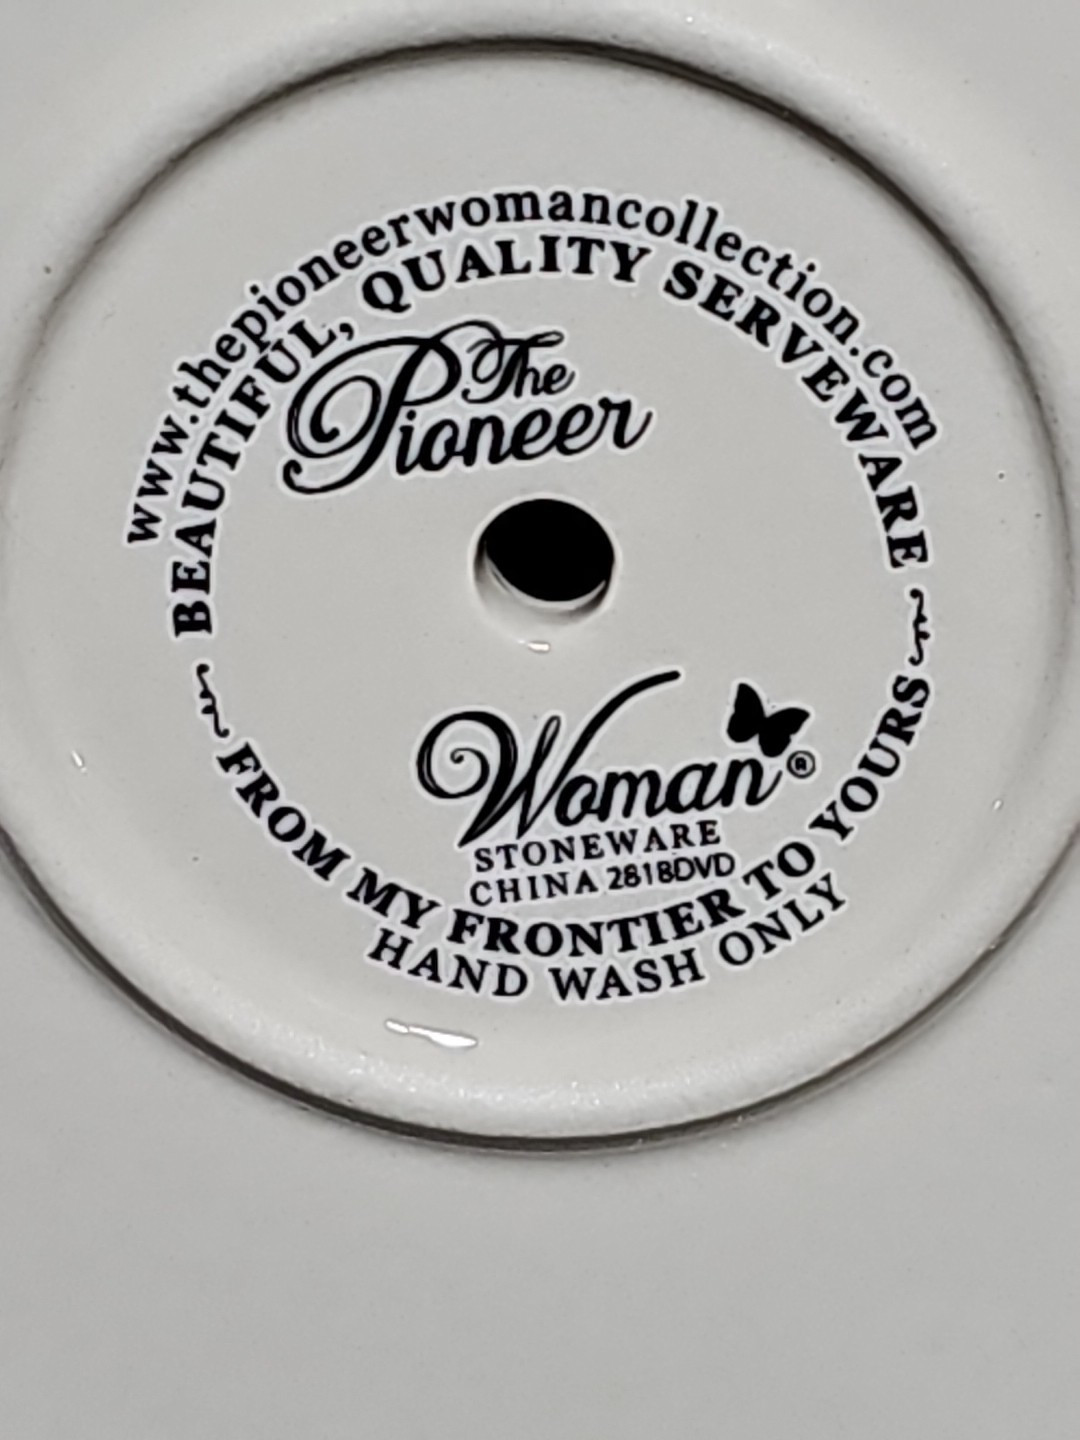 www.thepioneerwomancollection.com
BEAUTIFUL, QUALITY SERVEWARE
The
Pioneer
Woman®
STONEWARE
CHINA 2818DVD
FROM MY FRONTIER TO YOURS
HAND WASH ONLY